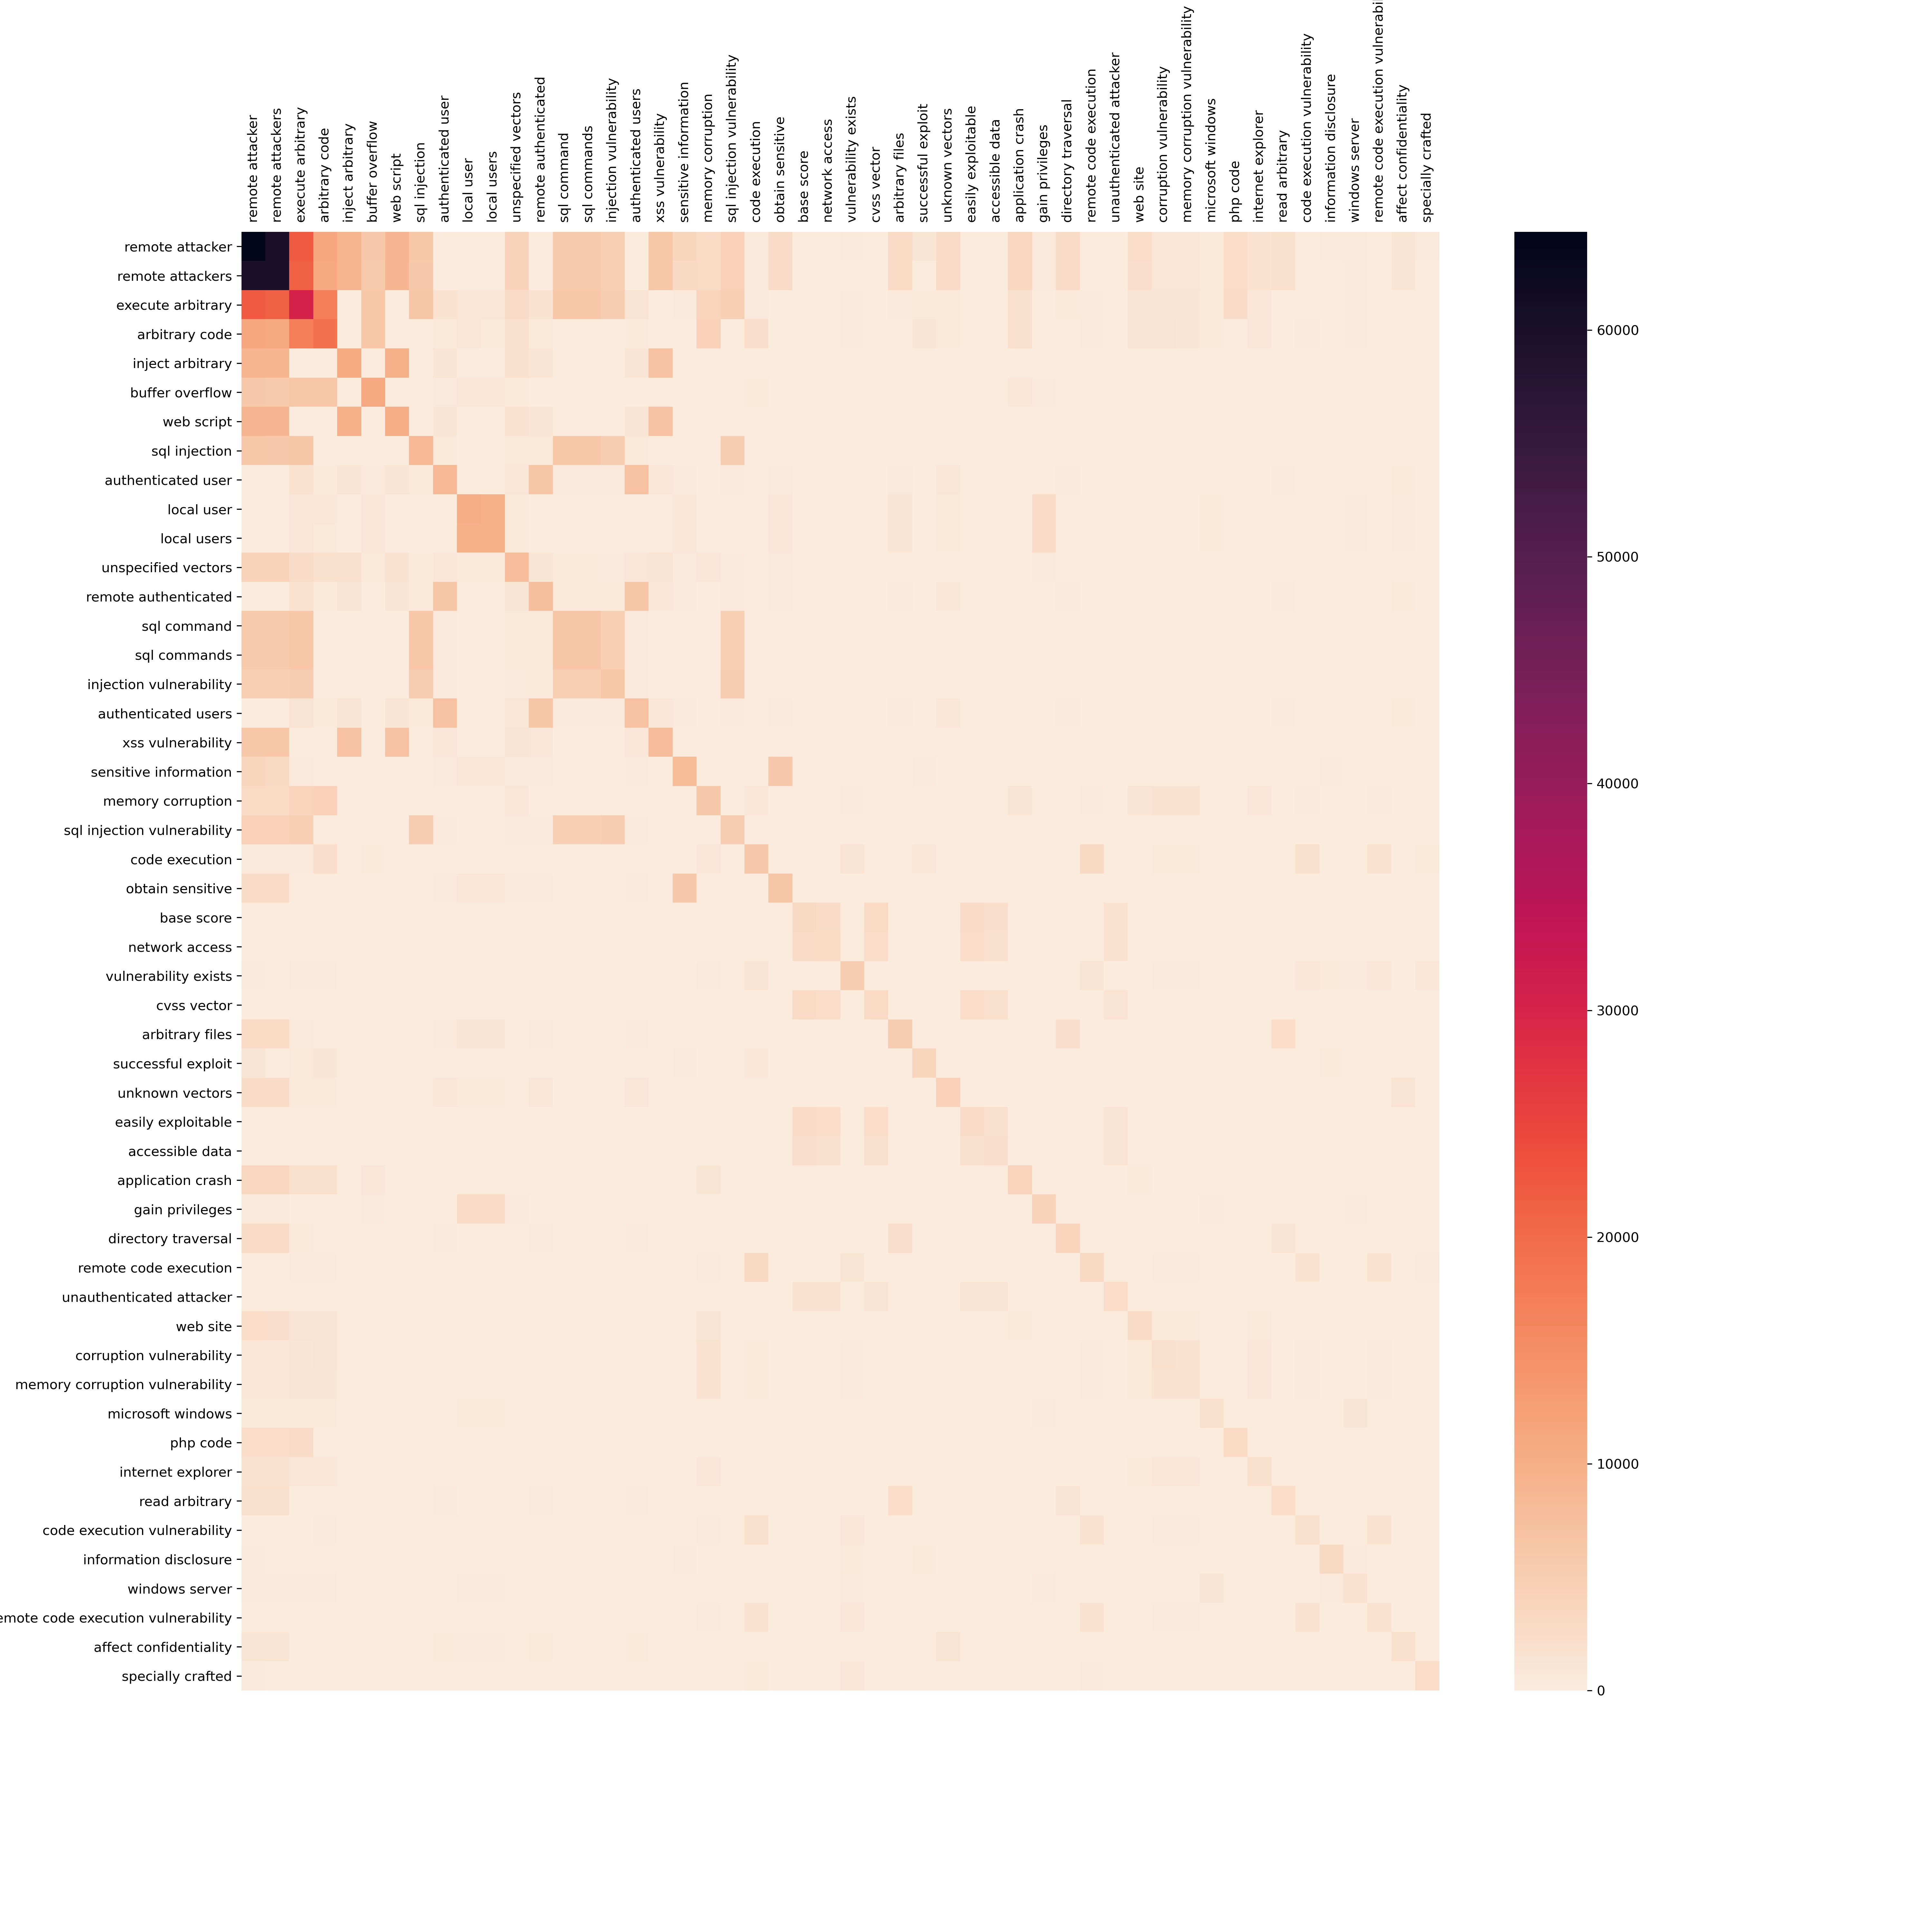 remote attacker
remote attackers
execute arbitrary
arbitrary code
inject arbitrary
buffer overflow
web script
sql injection
authenticated user
local user
local users
unspecified vectors
remote authenticated
sql command
sql commands
injection vulnerability
authenticated users
xss vulnerability
sensitive information
memory corruption
sql injection vulnerability
code execution
obtain sensitive
base score
network access
vulnerability exists
cvss vector
arbitrary files
successful exploit
unknown vectors
easily exploitable
accessible data
application crash
gain privileges
directory traversal
remote code execution
unauthenticated attacker
web site
corruption vulnerability
memory corruption vulnerability
microsoft windows
php code
internet explorer
read arbitrary
code execution vulnerability
information disclosure
windows server
remote code execution vulnerabi
affect confidentiality
specially crafted
remote attacker
remote attackers
execute arbitrary
arbitrary code
inject arbitrary
buffer overflow
web script
sql injection
authenticated user
local user
local users
unspecified vectors
remote authenticated
sql command
sql commands
injection vulnerability
authenticated users
xss vulnerability
sensitive information
memory corruption
sql injection vulnerability
code execution
obtain sensitive
base score
network access
vulnerability exists
cvss vector
arbitrary files
successful exploit
unknown vectors
easily exploitable
accessible data
application crash
gain privileges
directory traversal
remote code execution
unauthenticated attacker
web site
corruption vulnerability
memory corruption vulnerability
microsoft windows
php code
internet explorer
read arbitrary
code execution vulnerability
information disclosure
windows server
emote code execution vulnerability
affect confidentiality
specially crafted
60000
50000
40000
30000
20000
10000
0